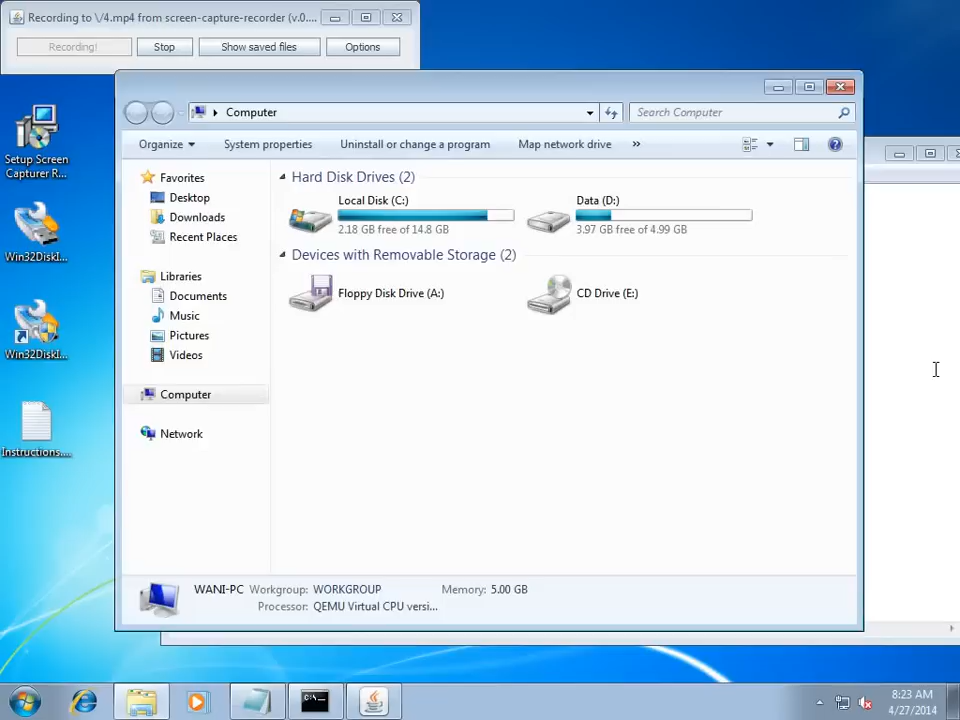 Recording to \/4.mp4 from screen-capture-recorder (v.0....
Recording!
Stop
Show saved files
Options
Computer
Search Computer
Organize
System properties
Uninstall or change a program
Map network drive
»
Favorites
Desktop
Downloads
Recent Places
Libraries
Documents
Music
Pictures
Videos
Computer
Network
Hard Disk Drives (2)
Local Disk (C:)
2.18 GB free of 14.8 GB
Data (D:)
3.97 GB free of 4.99 GB
Devices with Removable Storage (2)
Floppy Disk Drive (A:)
CD Drive (E:)
WANI-PC
Workgroup: WORKGROUP
Memory: 5.00 GB
Processor: QEMU Virtual CPU versi...
Setup Screen
Capturer R...
Win32DiskI...
Win32DiskI...
Instructions....
C:\
8:23 AM
4/27/2014